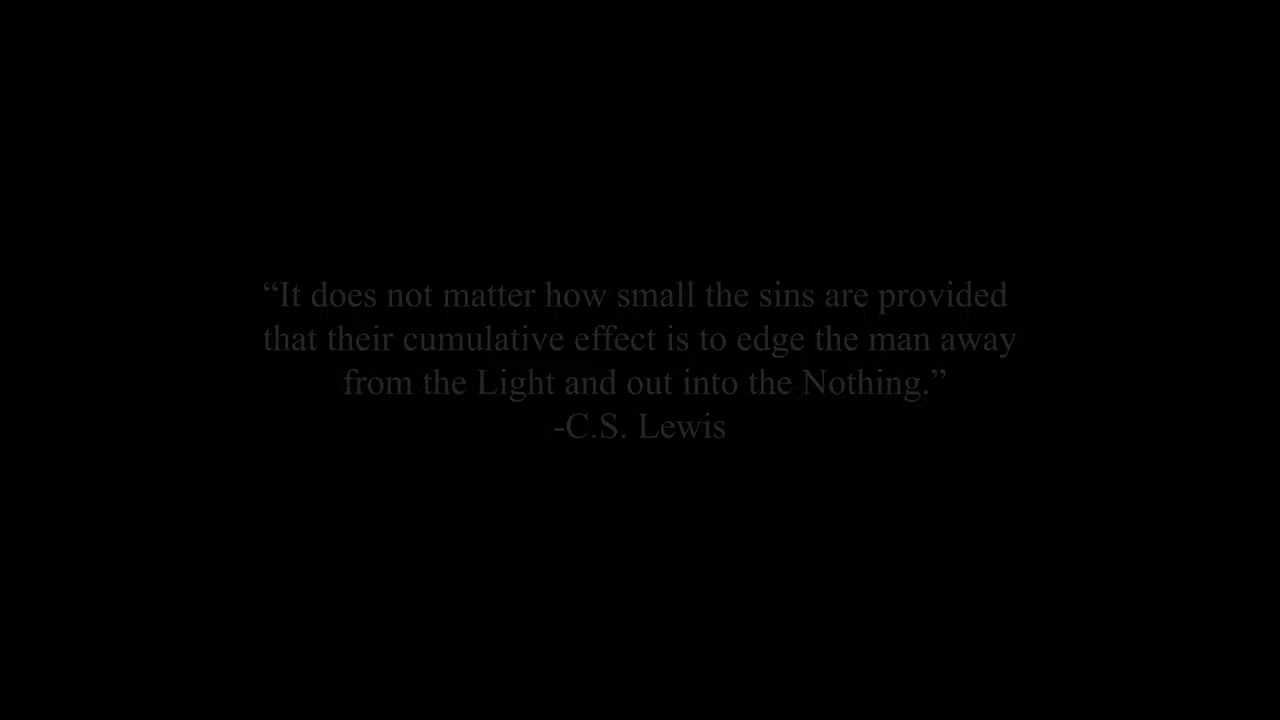 “It does not matter how small the sins are provided
that their cumulative effect is to edge the man away
from the Light and out into the Nothing.”
-C.S. Lewis